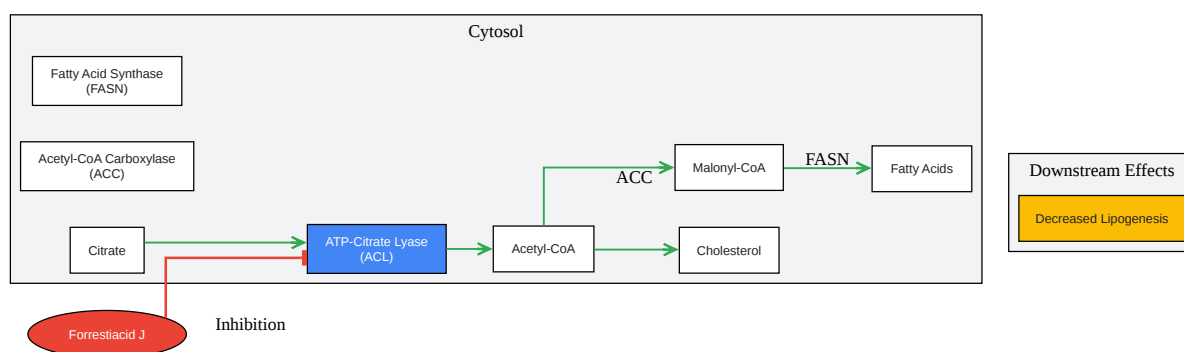 Cytosol
Fatty Acid Synthase
(FASN)
Acetyl-CoA Carboxylase
(ACC)
Malonyl-CoA
FASN
Fatty Acids
ACC
Downstream Effects
Decreased Lipogenesis
Citrate
ATP-Citrate Lyase
(ACL)
Acetyl-CoA
Cholesterol
Forrestiacid J
Inhibition